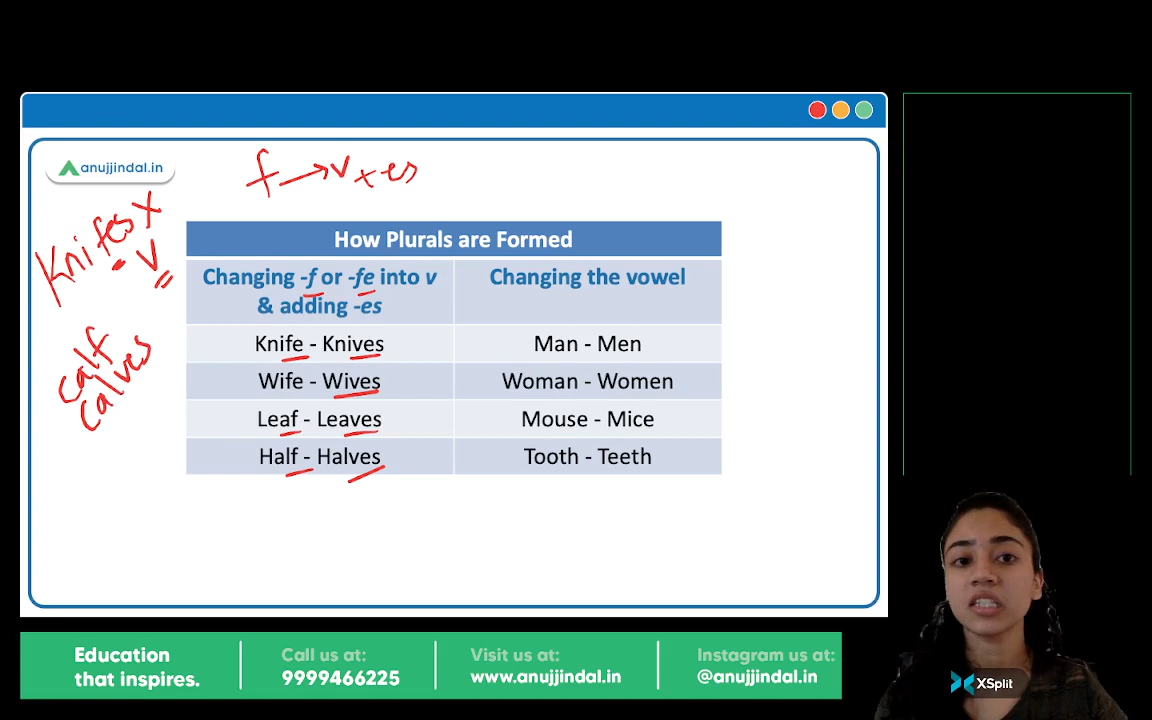 anujjindal.in
f → v + es
Knifes X
v
calf
calves
How Plurals are Formed
Changing -f or -fe into v
& adding -es
Changing the vowel
Knife - Knives
Man - Men
Wife - Wives
Woman - Women
Leaf - Leaves
Mouse - Mice
Half - Halves
Tooth - Teeth
Education
that inspires.
Call us at:
9999466225
Visit us at:
www.anujjindal.in
Instagram us at:
@anujjindal.in
XSplit